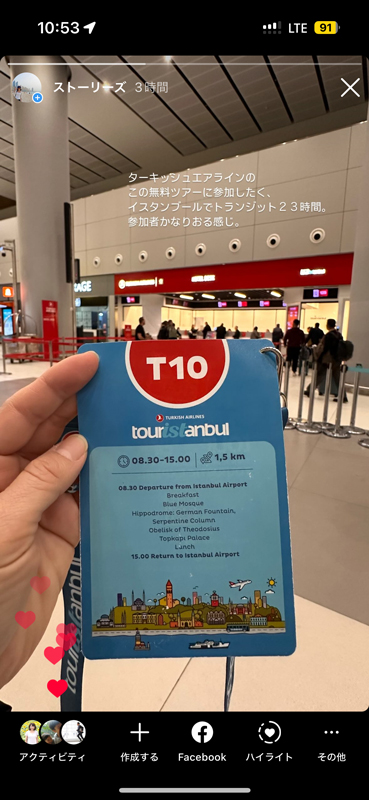 10:53
LTE
91
ストーリーズ 3時間
ターキッシュエアラインの
この無料ツアーに参加したく、
イスタンブールでトランジット２３時間。
参加者かなりおる感じ。
T10
TURKISH AIRLINES
touristanbul
08.30-15.00
1,5 km
08.30 Departure from Istanbul Airport
Breakfast
Blue Mosque
Hippodrome: German Fountain,
Serpentine Column
Obelisk of Theodosius
Topkapi Palace
Lunch
15.00 Return to Istanbul Airport
touristanbul
アクティビティ
作成する
Facebook
ハイライト
その他